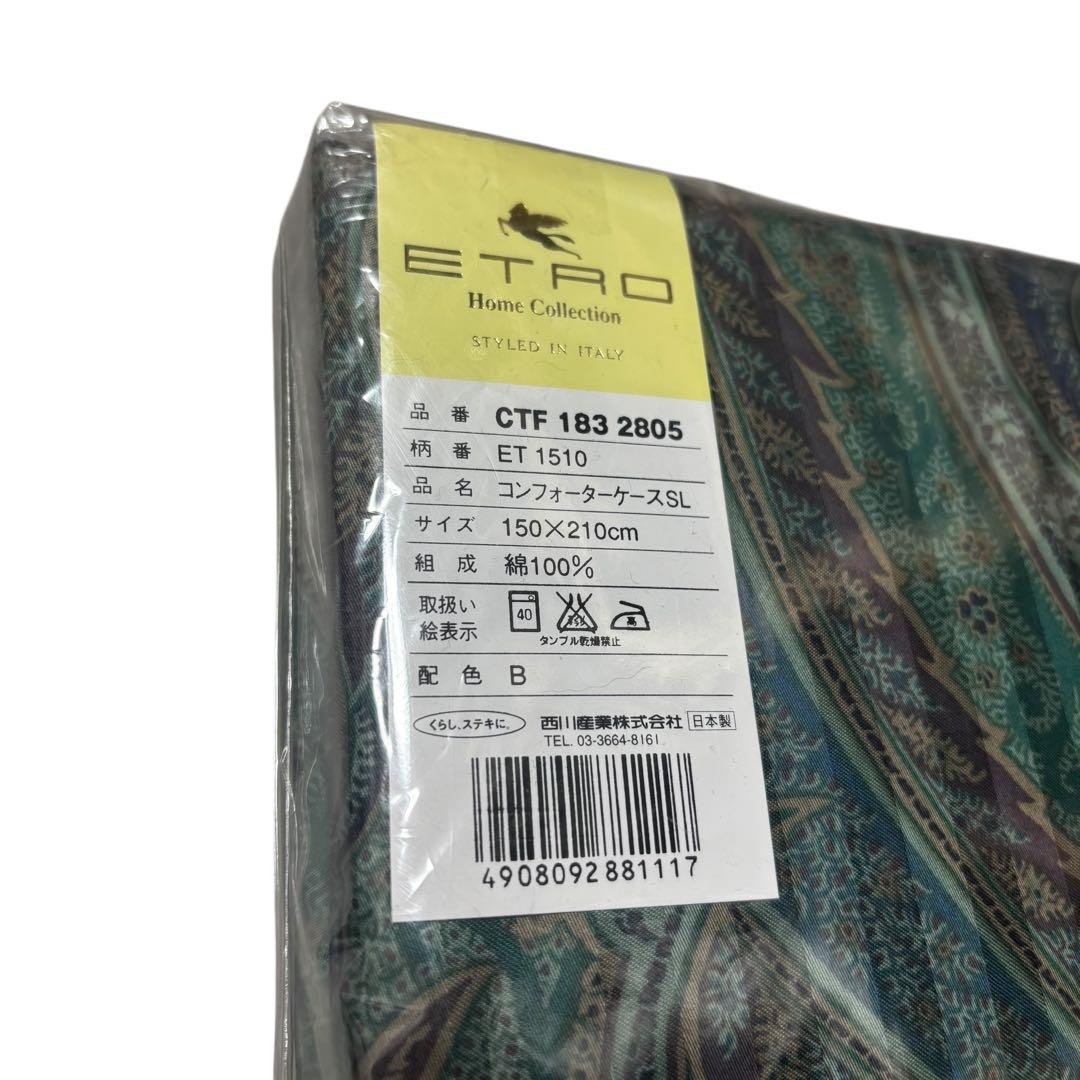 ETRO
Home Collection
STYLED IN ITALY
品番 CTF 183 2805
柄番 ET 1510
品名 コンフォーターケースSL
サイズ 150×210cm
組成 綿100%
取扱い
絵表示 40 エンソ 高
タンブル乾燥禁止
配色 B
くらし、ステキに。 西川産業株式会社 日本製
TEL. 03-3664-8161
4908092881117